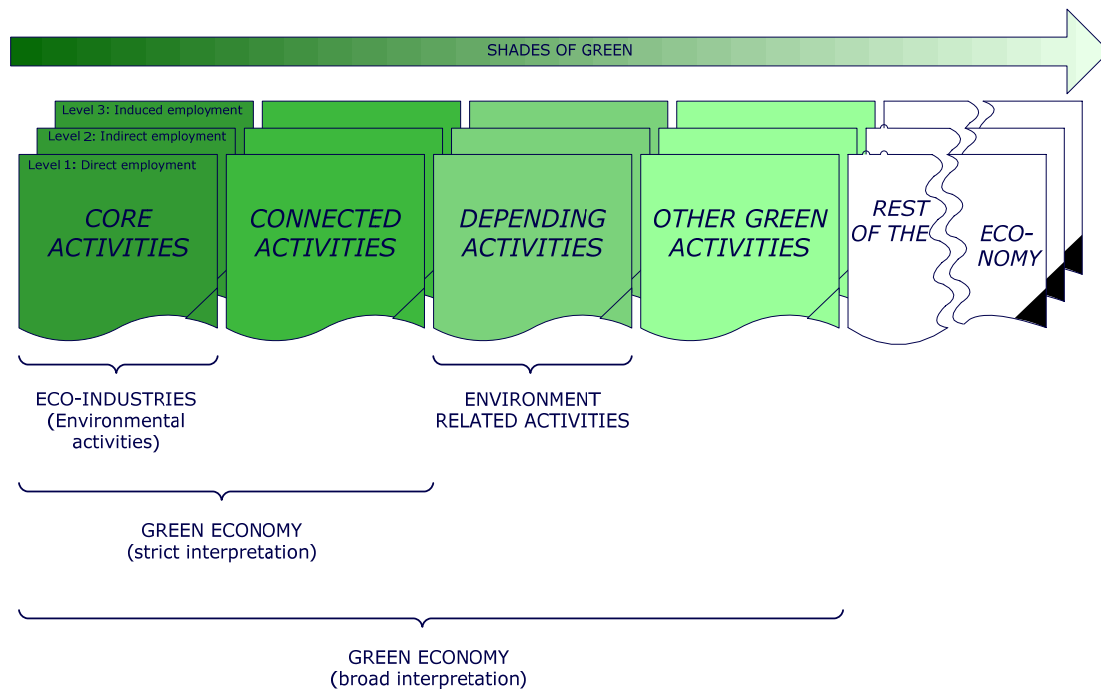 SHADES OF GREEN
Level 3: Induced employment
Level 2: Indirect employment
Level 1: Direct employment
CORE
ACTIVITIES
CONNECTED
ACTIVITIES
DEPENDING
ACTIVITIES
OTHER GREEN
ACTIVITIES
REST
OF THE
ECO-
NOMY
ECO-INDUSTRIES
(Environmental
activities)
ENVIRONMENT
RELATED ACTIVITIES
GREEN ECONOMY
(strict interpretation)
GREEN ECONOMY
(broad interpretation)